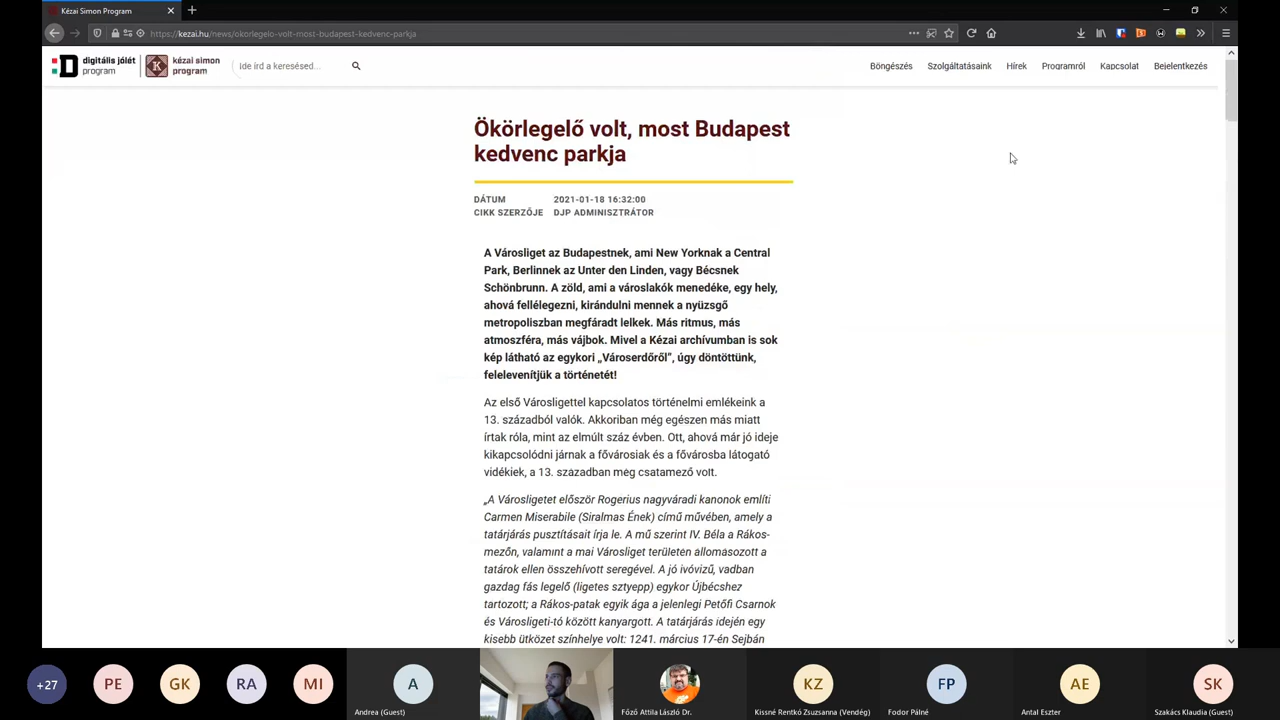 Kézai Simon Program
https://kezai.hu/news/okorlegelo-volt-most-budapest-kedvenc-parkja
digitális jólét program
kézai simon program
Ide írd a keresésed...
Böngészés
Szolgáltatásaink
Hírek
Programról
Kapcsolat
Bejelentkezés
Ökörlegelő volt, most Budapest
kedvenc parkja
DÁTUM 2021-01-18 16:32:00
CIKK SZERZŐJE DJP ADMINISZTRÁTOR
A Városliget az Budapestnek, ami New Yorknak a Central
Park, Berlinnek az Unter den Linden, vagy Bécsnek
Schönbrunn. A zöld, ami a városlakók menedéke, egy hely,
ahová fellélegezni, kirándulni mennek a nyüzsgő
metropoliszban megfáradt lelkek. Más ritmus, más
atmoszféra, más vájbok. Mivel a Kézai archívumban is sok
kép látható az egykori „Városerdőről”, úgy döntöttünk,
felelevenítjük a történetét!
Az első Városligettel kapcsolatos történelmi emlékeink a
13. századból valók. Akkoriban még egészen más miatt
írtak róla, mint az elmúlt száz évben. Ott, ahová már jó ideje
kikapcsolódni járnak a fővárosiak és a fővárosba látogató
vidékiek, a 13. században még csatamező volt.
„A Városligetet először Rogerius nagyváradi kanonok említi
Carmen Miserabile (Siralmas Ének) című művében, amely a
tatárjárás pusztításait írja le. A mű szerint IV. Béla a Rákos-
mezőn, valamint a mai Városliget területén állomásozott a
tatárok ellen összehívott seregével. A jó ivóvizű, vadban
gazdag fás legelő (ligetes sztyepp) egykor Újbécshez
tartozott; a Rákos-patak egyik ága a jelenlegi Petőfi Csarnok
és Városligeti-tó között kanyargott. A tatárjárás idején egy
kisebb ütközet színhelye volt: 1241. március 17-én Sejbán
+27
PE
GK
RA
MI
A
KZ
FP
AE
SK
Andrea (Guest)
Főző Attila László Dr.
Kissné Rentkó Zsuzsanna (Vendég)
Fodor Pálné
Antal Eszter
Szakács Klaudia (Guest)